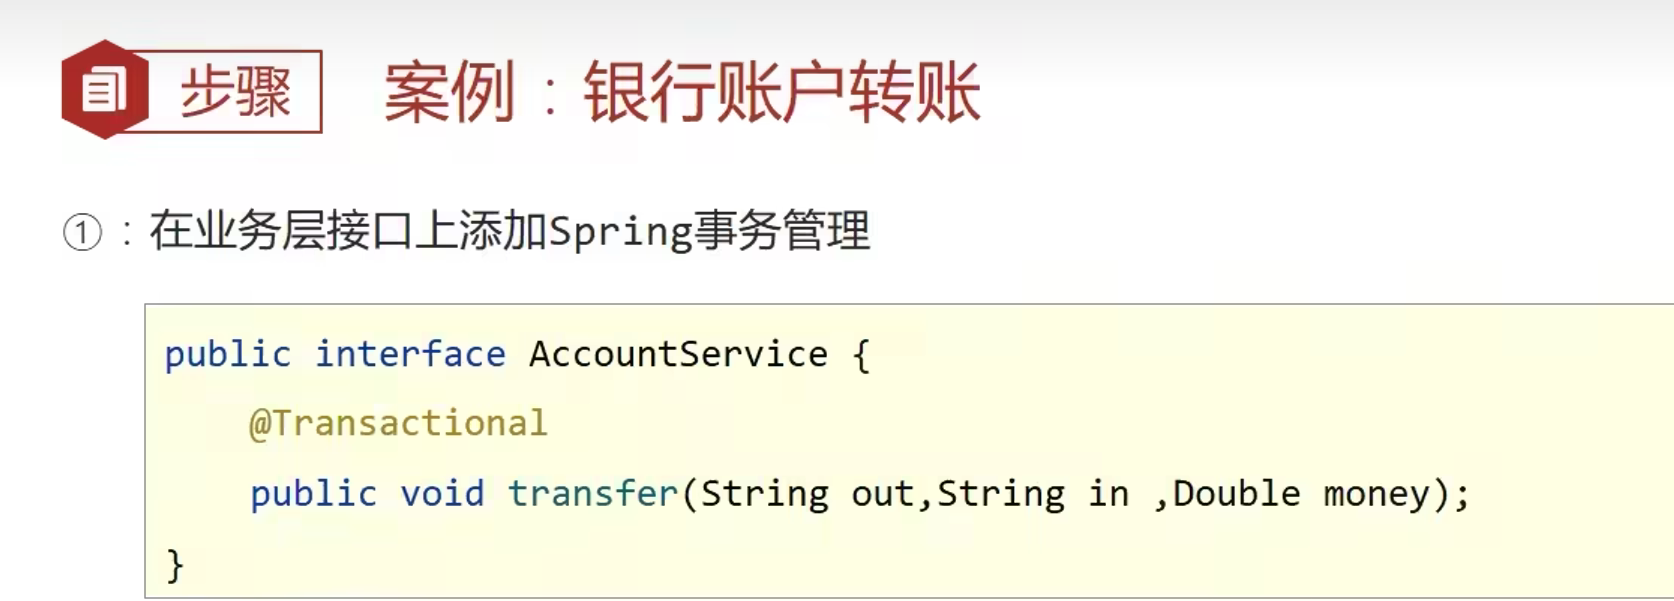 步骤 案例：银行账户转账
①：在业务层接口上添加Spring事务管理
public interface AccountService {
@Transactional
public void transfer(String out,String in ,Double money);
}